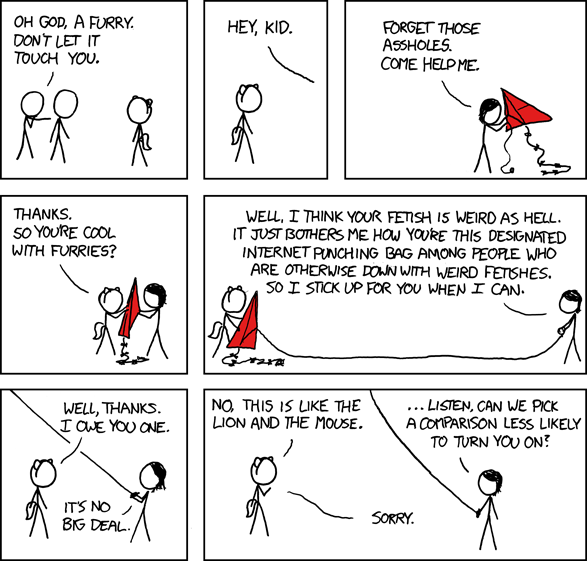 OH GOD, A FURRY.
DON'T LET IT
TOUCH YOU.
HEY, KID.
FORGET THOSE
ASSHOLES.
COME HELP ME.
THANKS.
SO YOU'RE COOL
WITH FURRIES?
WELL, I THINK YOUR FETISH IS WEIRD AS HELL.
IT JUST BOTHERS ME HOW YOU'RE THIS DESIGNATED
INTERNET PUNCHING BAG AMONG PEOPLE WHO
ARE OTHERWISE DOWN WITH WEIRD FETISHES.
SO I STICK UP FOR YOU WHEN I CAN.
WELL, THANKS.
I OWE YOU ONE.
IT'S NO
BIG DEAL.
NO, THIS IS LIKE THE
LION AND THE MOUSE.
...LISTEN, CAN WE PICK
A COMPARISON LESS LIKELY
TO TURN YOU ON?
SORRY.